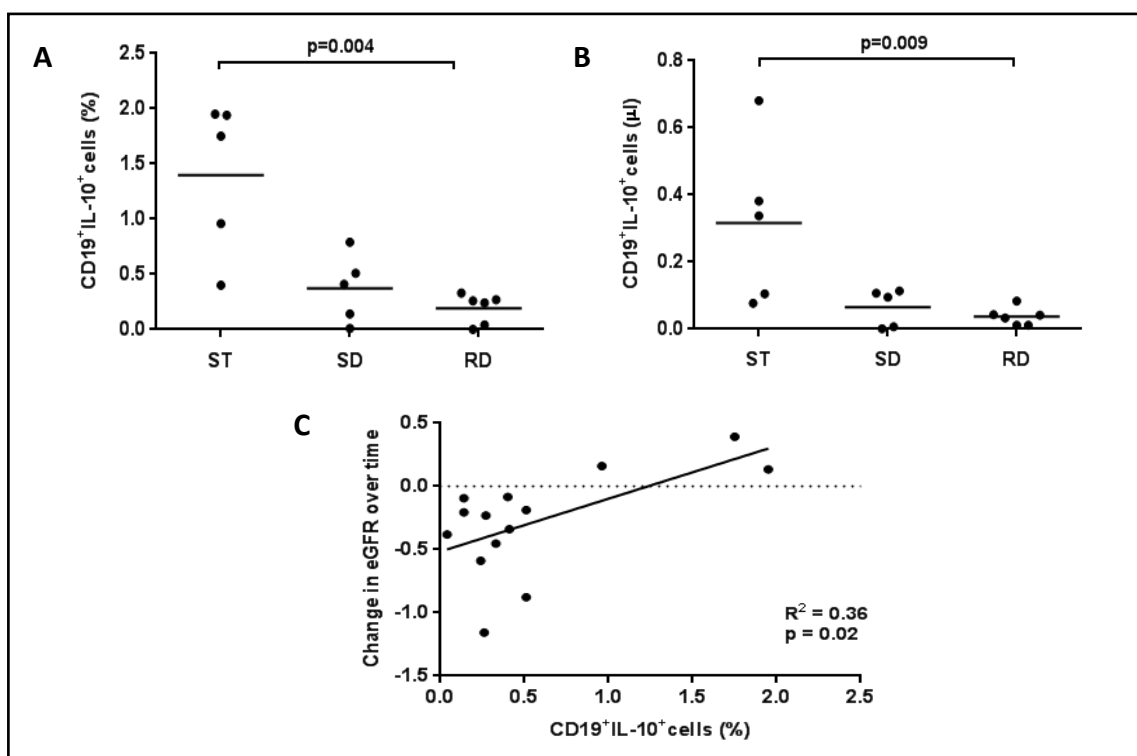 A
p=0.004
CD19⁺IL-10⁺cells (%)
2.5
2.0
1.5
1.0
0.5
0.0
ST SD RD
B
p=0.009
CD19⁺IL-10⁺cells (µl)
0.8
0.6
0.4
0.2
0.0
ST SD RD
C
Change in eGFR over time
0.5
0.0
-0.5
-1.0
-1.5
R² = 0.36
p = 0.02
0.0 0.5 1.0 1.5 2.0 2.5
CD19⁺IL-10⁺cells (%)